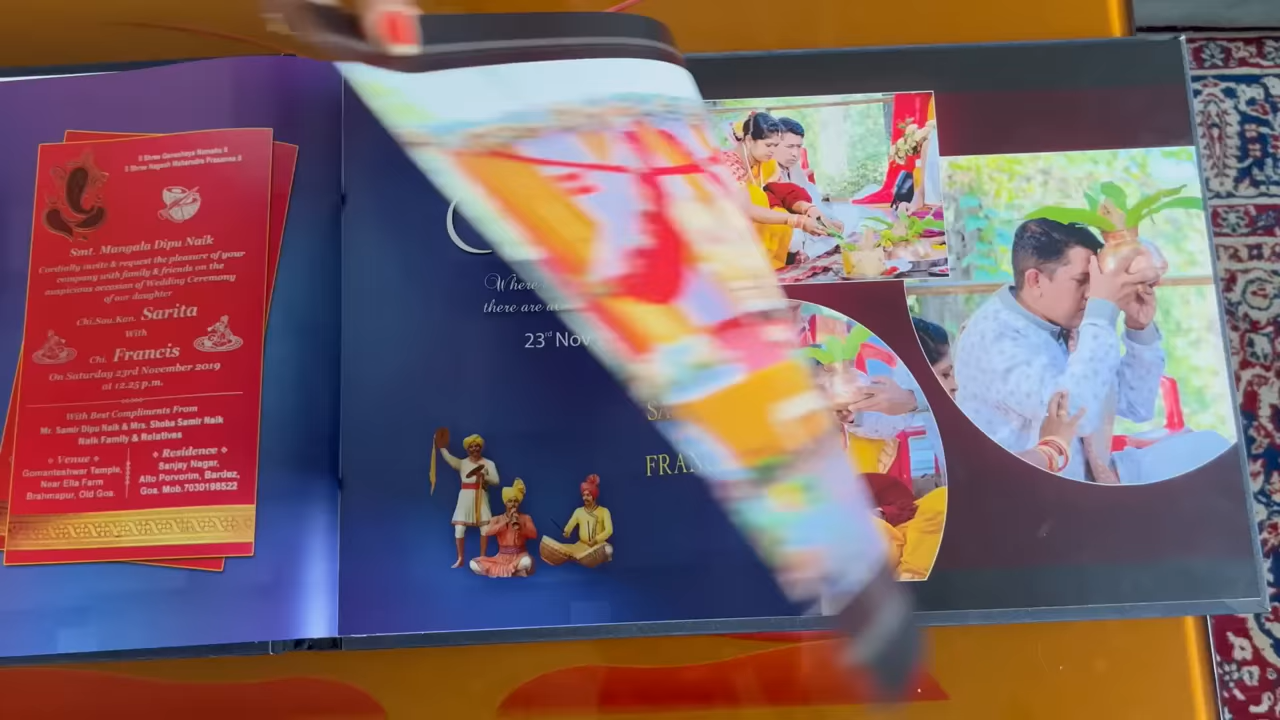 || Shree Ganeshaya Namaha ||
|| Shree Nagesh Maharudra Prasanna ||
Smt. Mangala Dipu Naik
Cordially invite & request the pleasure of your
company with family & friends on the
auspicious occasion of Wedding Ceremony
of our daughter
Chi.Sau.Kan. Sarita
With
Chi. Francis
On Saturday 23rd November 2019
at 12.25 p.m.
With Best Compliments From
Mr. Samir Dipu Naik & Mrs. Shoba Samir Naik
Naik Family & Relatives
Venue
Gomanteshwar Temple,
Near Ella Farm
Brahmapur, Old Goa.
Residence
Sanjey Nagar,
Alto Porvorim, Bardez,
Goa. Mob.7030198522
Where
there are
23rd Nov
FRAN